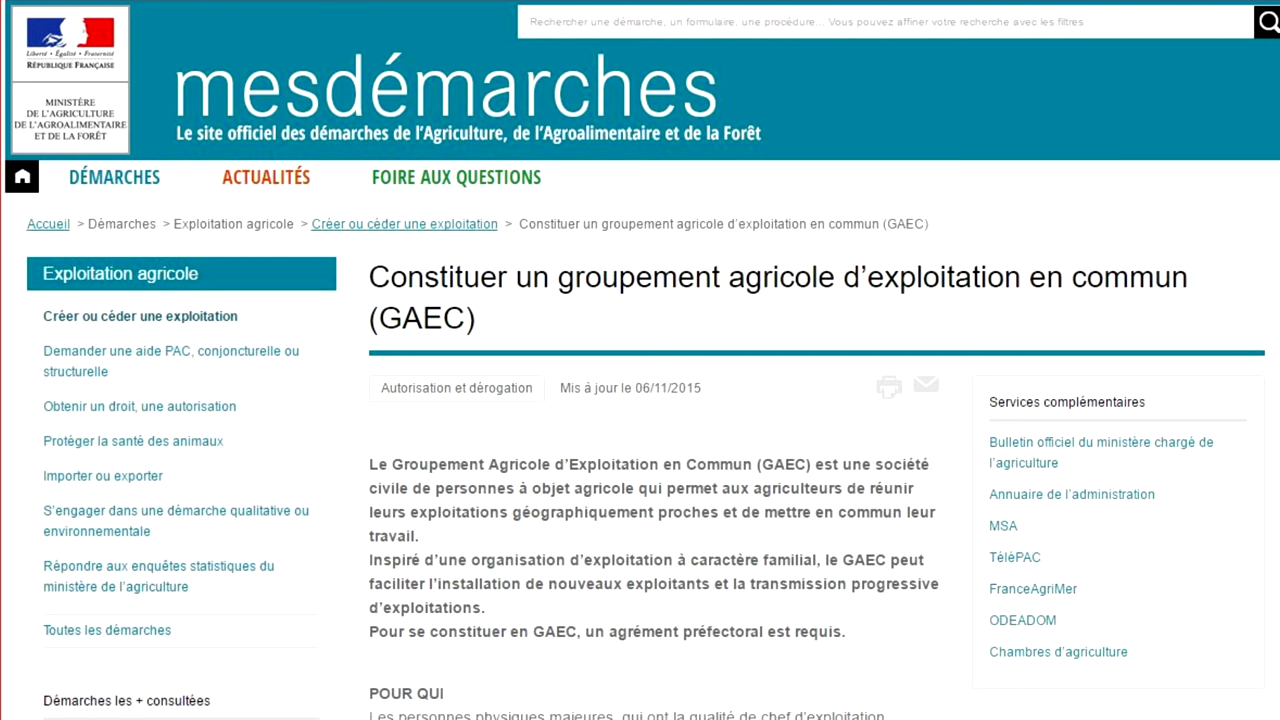 Liberté • Égalité • Fraternité
RÉPUBLIQUE FRANÇAISE
MINISTÈRE
DE L'AGRICULTURE
DE L'AGROALIMENTAIRE
ET DE LA FORÊT
Rechercher une démarche, un formulaire, une procédure... Vous pouvez affiner votre recherche avec les filtres
mesdémarches
Le site officiel des démarches de l'Agriculture, de l'Agroalimentaire et de la Forêt
DÉMARCHES
ACTUALITÉS
FOIRE AUX QUESTIONS
Accueil > Démarches > Exploitation agricole > Créer ou céder une exploitation > Constituer un groupement agricole d'exploitation en commun (GAEC)
Exploitation agricole
Créer ou céder une exploitation
Demander une aide PAC, conjoncturelle ou
structurelle
Obtenir un droit, une autorisation
Protéger la santé des animaux
Importer ou exporter
S'engager dans une démarche qualitative ou
environnementale
Répondre aux enquêtes statistiques du
ministère de l'agriculture
Toutes les démarches
Démarches les + consultées
Constituer un groupement agricole d'exploitation en commun
(GAEC)
Autorisation et dérogation
Mis à jour le 06/11/2015
Le Groupement Agricole d'Exploitation en Commun (GAEC) est une société
civile de personnes à objet agricole qui permet aux agriculteurs de réunir
leurs exploitations géographiquement proches et de mettre en commun leur
travail.
Inspiré d'une organisation d'exploitation à caractère familial, le GAEC peut
faciliter l'installation de nouveaux exploitants et la transmission progressive
d'exploitations.
Pour se constituer en GAEC, un agrément préfectoral est requis.
POUR QUI
Les personnes physiques majeures, qui ont la qualité de chef d'exploitation
Services complémentaires
Bulletin officiel du ministère chargé de
l'agriculture
Annuaire de l'administration
MSA
TéléPAC
FranceAgriMer
ODEADOM
Chambres d'agriculture